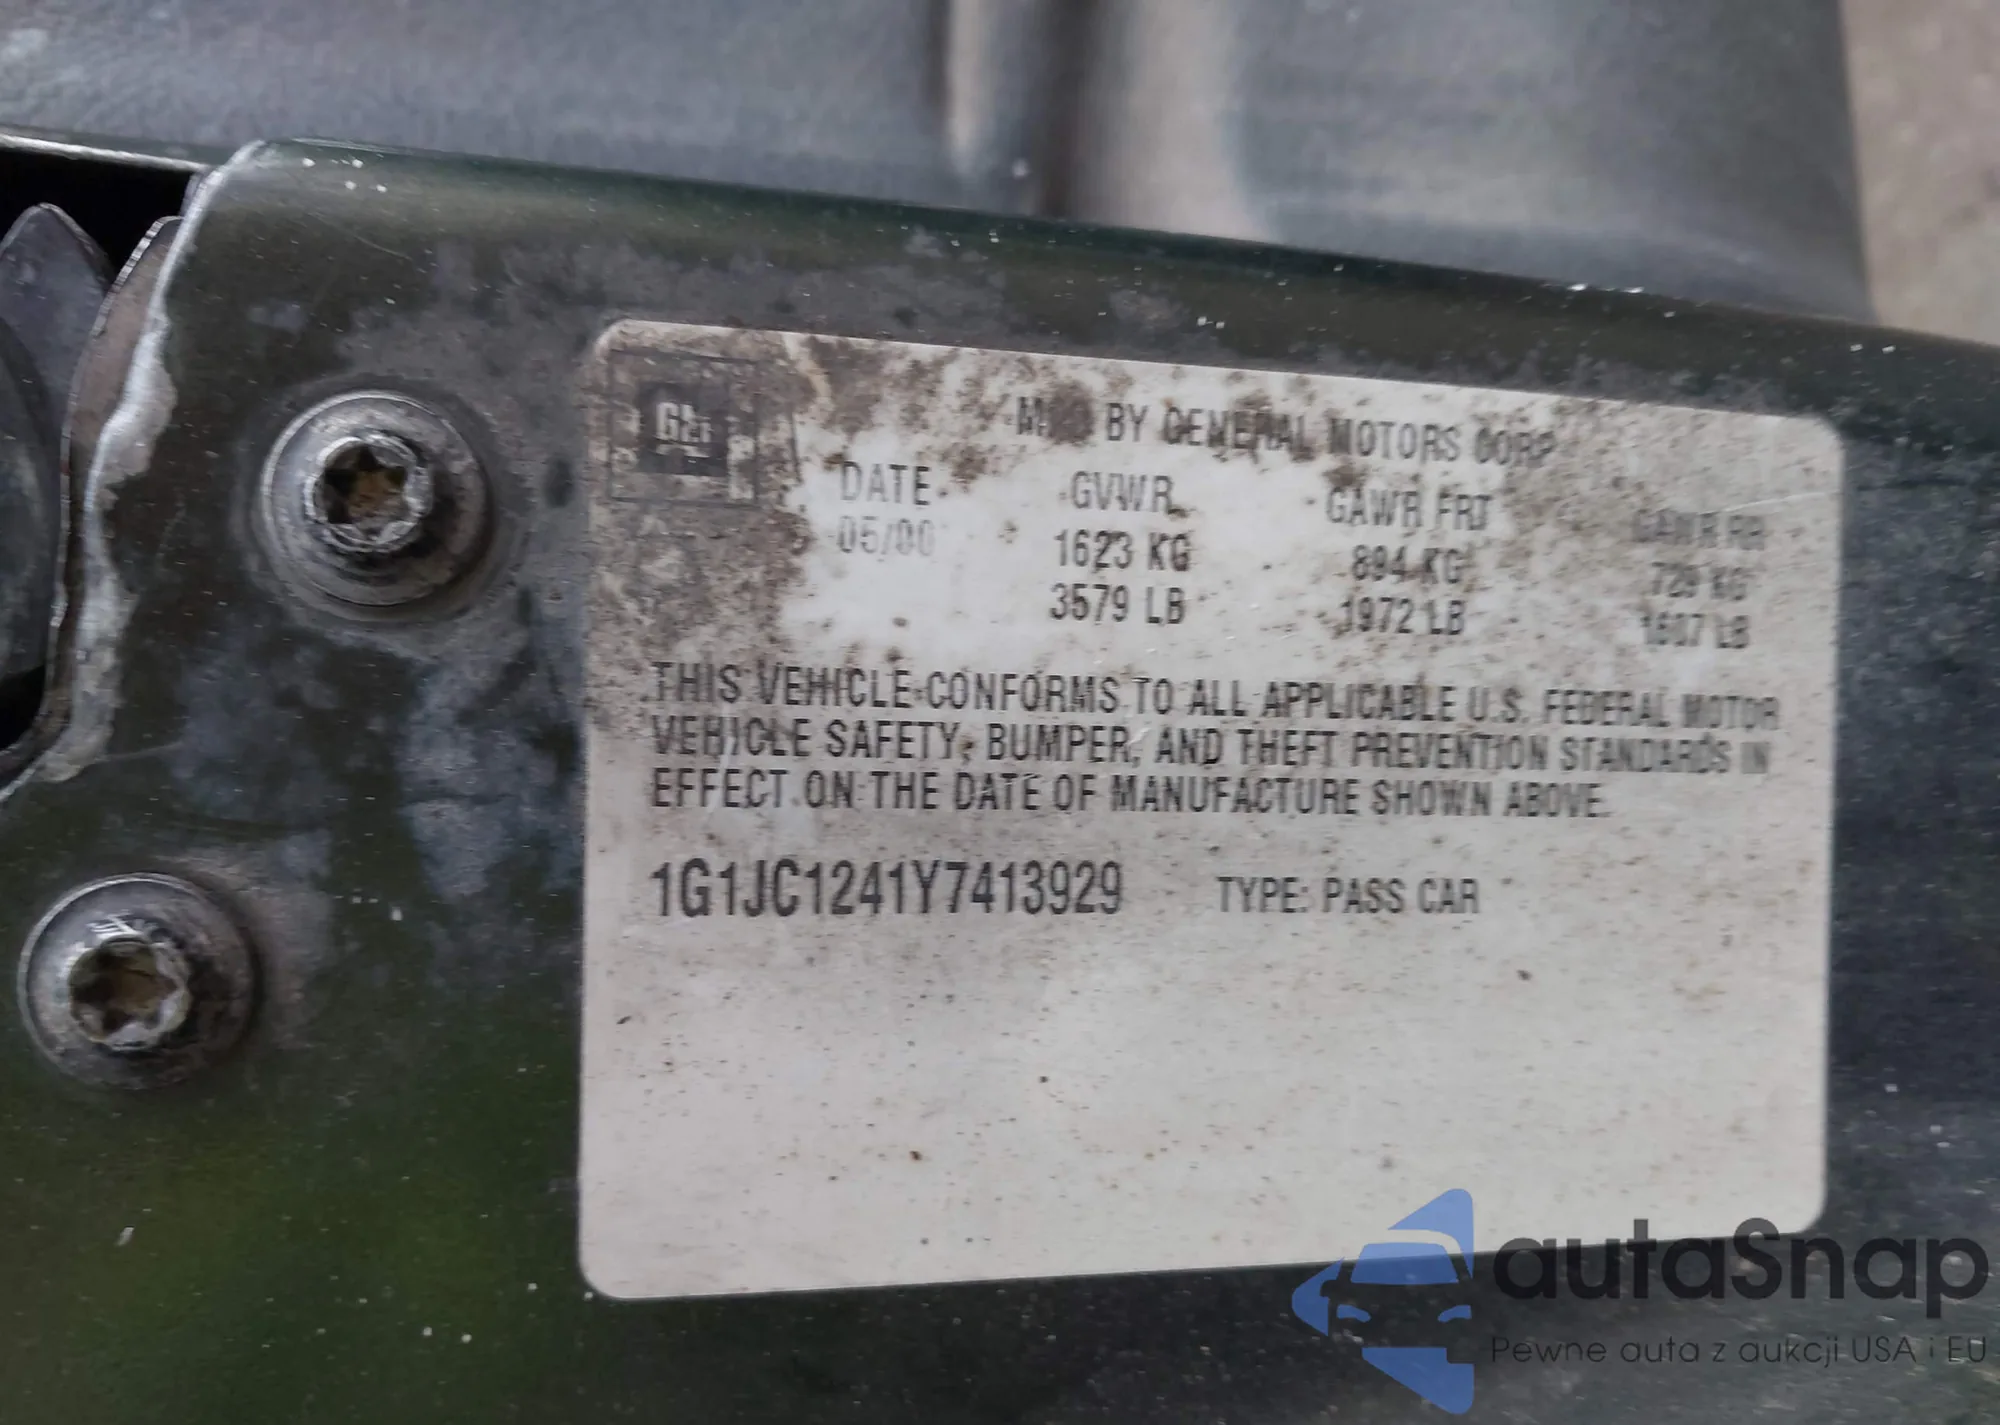 GM
MFD BY GENERAL MOTORS CORP
DATE GVWR GAWR FRT GAWR RR
05/00 1623 KG 894 KG 729 KG
3579 LB 1972 LB 1607 LB
THIS VEHICLE CONFORMS TO ALL APPLICABLE U.S. FEDERAL MOTOR
VEHICLE SAFETY, BUMPER, AND THEFT PREVENTION STANDARDS IN
EFFECT ON THE DATE OF MANUFACTURE SHOWN ABOVE.
1G1JC1241Y7413929 TYPE: PASS CAR
autaSnap
Pewne auta z aukcji USA i EU